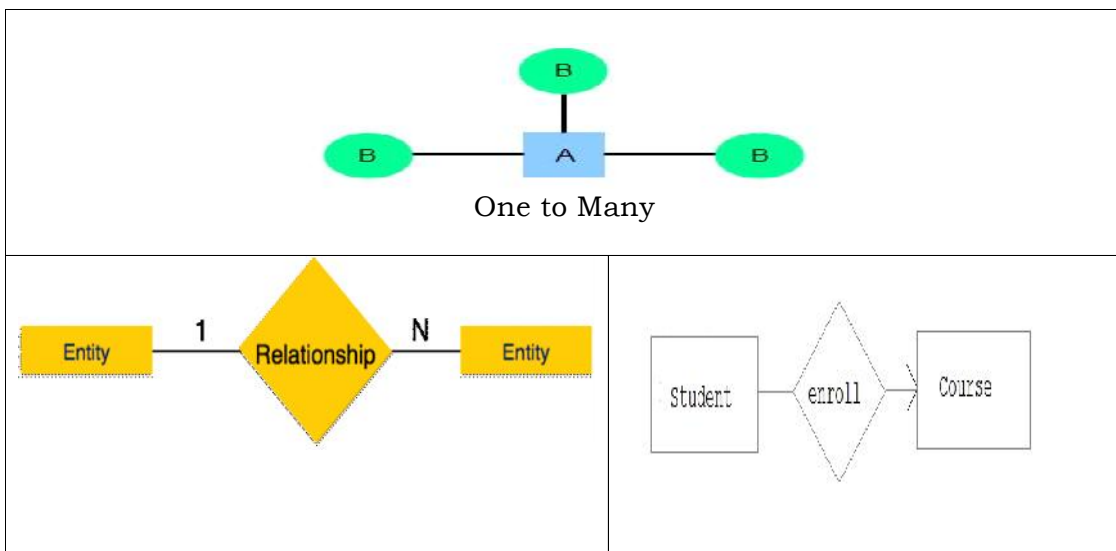 B
B A B
One to Many
Entity 1 Relationship N Entity
Student enroll Course